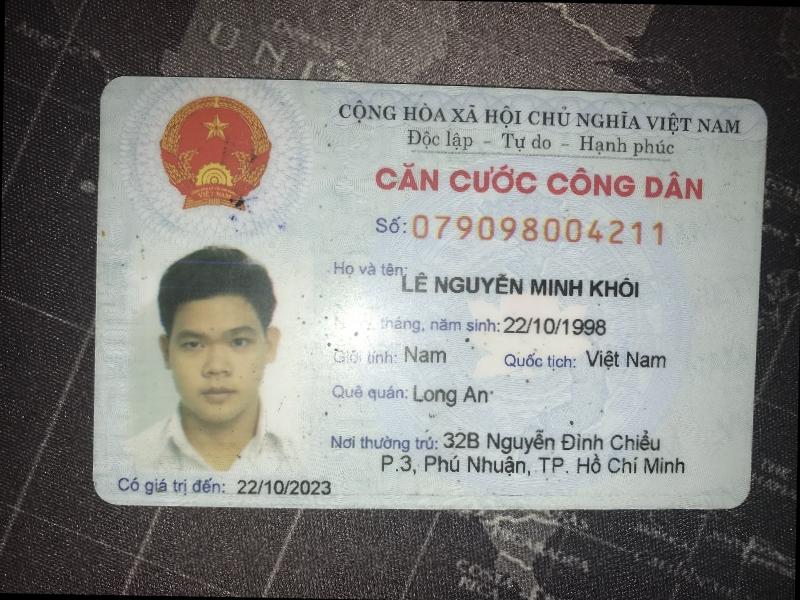 CỘNG HÒA XÃ HỘI CHỦ NGHĨA VIỆT NAM
Độc lập - Tự do - Hạnh phúc
CĂN CƯỚC CÔNG DÂN
Số: 079098004211
Họ và tên: LÊ NGUYỄN MINH KHÔI
tháng, năm sinh: 22/10/1998
Giới tính: Nam Quốc tịch: Việt Nam
Quê quán: Long An
Nơi thường trú: 32B Nguyễn Đình Chiểu
P.3, Phú Nhuận, TP. Hồ Chí Minh
Có giá trị đến: 22/10/2023